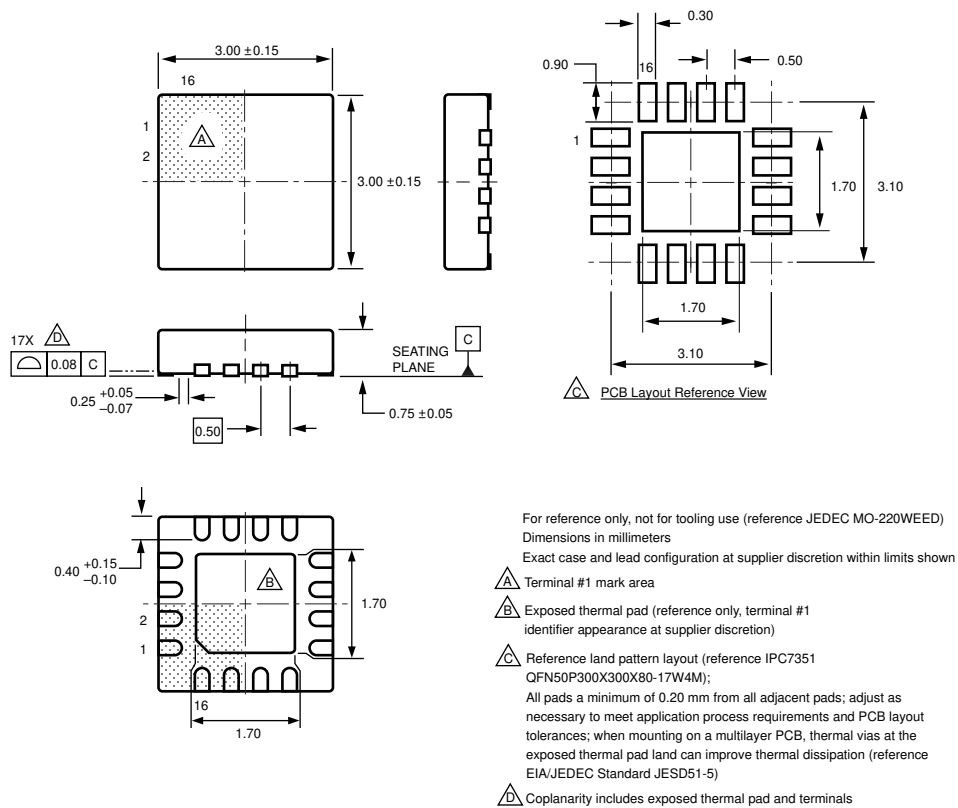 3.00 ±0.15
16
1
2
A
3.00 ±0.15
0.30
0.90
16
0.50
1
1.70
3.10
1.70
3.10
C PCB Layout Reference View
17X D
0.08 C
SEATING
PLANE
C
0.25 +0.05
–0.07
0.50
0.75 ±0.05
0.40 +0.15
–0.10
B
1.70
2
1
16
1.70
For reference only, not for tooling use (reference JEDEC MO-220WEED)
Dimensions in millimeters
Exact case and lead configuration at supplier discretion within limits shown
A Terminal #1 mark area
B Exposed thermal pad (reference only, terminal #1
identifier appearance at supplier discretion)
C Reference land pattern layout (reference IPC7351
QFN50P300X300X80-17W4M);
All pads a minimum of 0.20 mm from all adjacent pads; adjust as
necessary to meet application process requirements and PCB layout
tolerances; when mounting on a multilayer PCB, thermal vias at the
exposed thermal pad land can improve thermal dissipation (reference
EIA/JEDEC Standard JESD51-5)
D Coplanarity includes exposed thermal pad and terminals